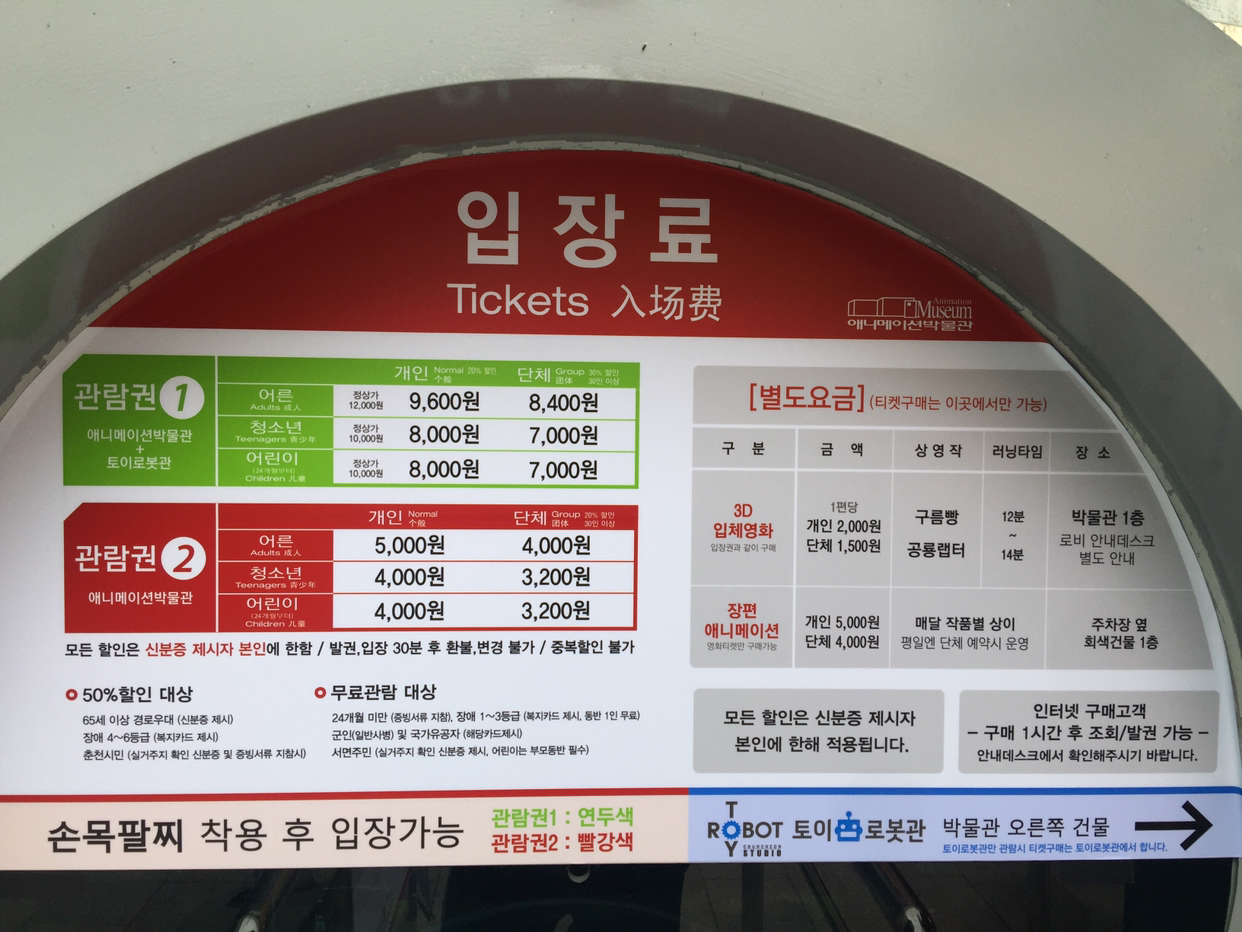 입장료
Tickets 入场费
Animation
Museum
애니메이션박물관
관람권 1
애니메이션박물관
+
토이로봇관
개인 Normal 20% 할인 个般 단체 Group 30% 할인 团体 30인 이상
어른 Adults 成人 정상가 12,000원 9,600원 8,400원
청소년 Teenagers 青少年 정상가 10,000원 8,000원 7,000원
어린이 (24개월부터) Children 儿童 정상가 10,000원 8,000원 7,000원
관람권 2
애니메이션박물관
개인 Normal 个般 단체 Group 20% 할인 团体 30인 이상
어른 Adults 成人 5,000원 4,000원
청소년 Teenagers 青少年 4,000원 3,200원
어린이 (24개월부터) Children 儿童 4,000원 3,200원
모든 할인은 신분증 제시자 본인에 한함 / 발권,입장 30분 후 환불,변경 불가 / 중복할인 불가
50%할인 대상
65세 이상 경로우대 (신분증 제시)
장애 4~6등급 (복지카드 제시)
춘천시민 (실거주지 확인 신분증 및 증빙서류 지참시)
무료관람 대상
24개월 미만 (증빙서류 지참), 장애 1~3등급 (복지카드 제시, 동반 1인 무료)
군인(일반사병) 및 국가유공자 (해당카드제시)
서면주민 (실거주지 확인 신분증 제시, 어린이는 부모동반 필수)
[별도요금] (티켓구매는 이곳에서만 가능)
구 분 금 액 상영작 러닝타임 장 소
3D
입체영화
입장권과 같이 구매
1편당
개인 2,000원
단체 1,500원
구름빵
공룡랩터
12분
~
14분
박물관 1층
로비 안내데스크
별도 안내
장편
애니메이션
영화티켓만 구매가능
개인 5,000원
단체 4,000원
매달 작품별 상이
평일엔 단체 예약시 운영
주차장 옆
회색건물 1층
모든 할인은 신분증 제시자
본인에 한해 적용됩니다.
인터넷 구매고객
– 구매 1시간 후 조회/발권 가능 –
안내데스크에서 확인해주시기 바랍니다.
손목팔찌 착용 후 입장가능
관람권1 : 연두색
관람권2 : 빨강색
TOY
ROBOT
CHUNCHEON
STUDIO
토이로봇관
박물관 오른쪽 건물
토이로봇관만 관람시 티켓구매는 토이로봇관에서 합니다.